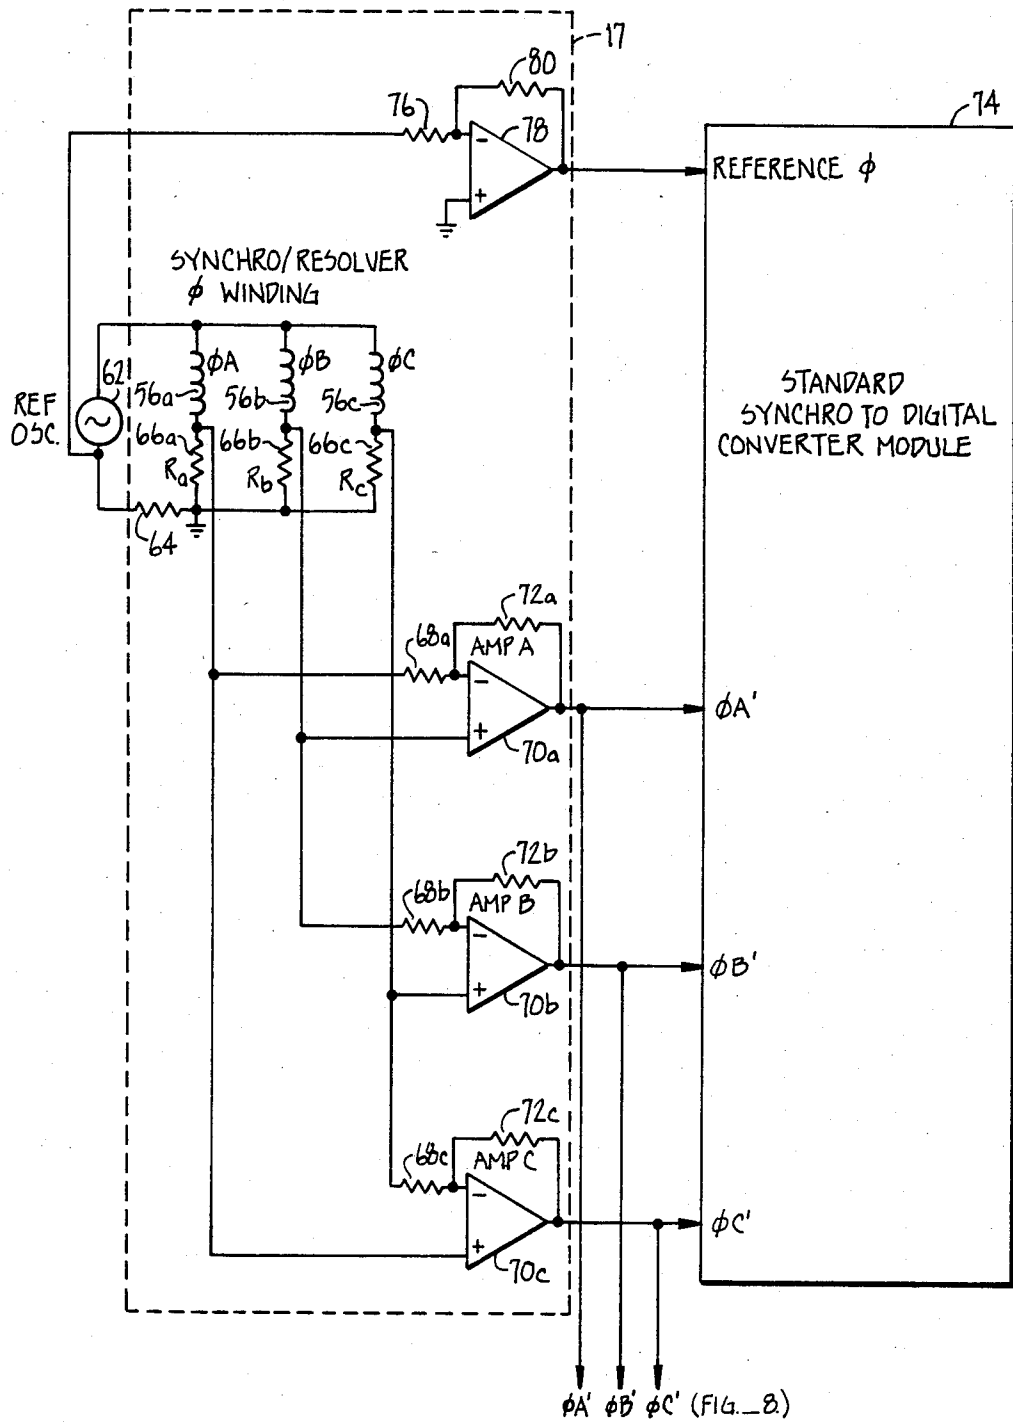 17
80
76
78
74
-
+
REFERENCE ϕ
SYNCHRO/RESOLVER
ϕ WINDING
ϕA
ϕB
ϕC
62
56a
56b
56c
REF
OSC.
66a
66b
66c
Ra
Rb
Rc
64
STANDARD
SYNCHRO TO DIGITAL
CONVERTER MODULE
72a
68a
AMP A
-
+
70a
ϕA'
72b
68b
AMP B
-
+
70b
ϕB'
72c
68c
AMP C
-
+
70c
ϕC'
ϕA' ϕB' ϕC' (FIG._8.)